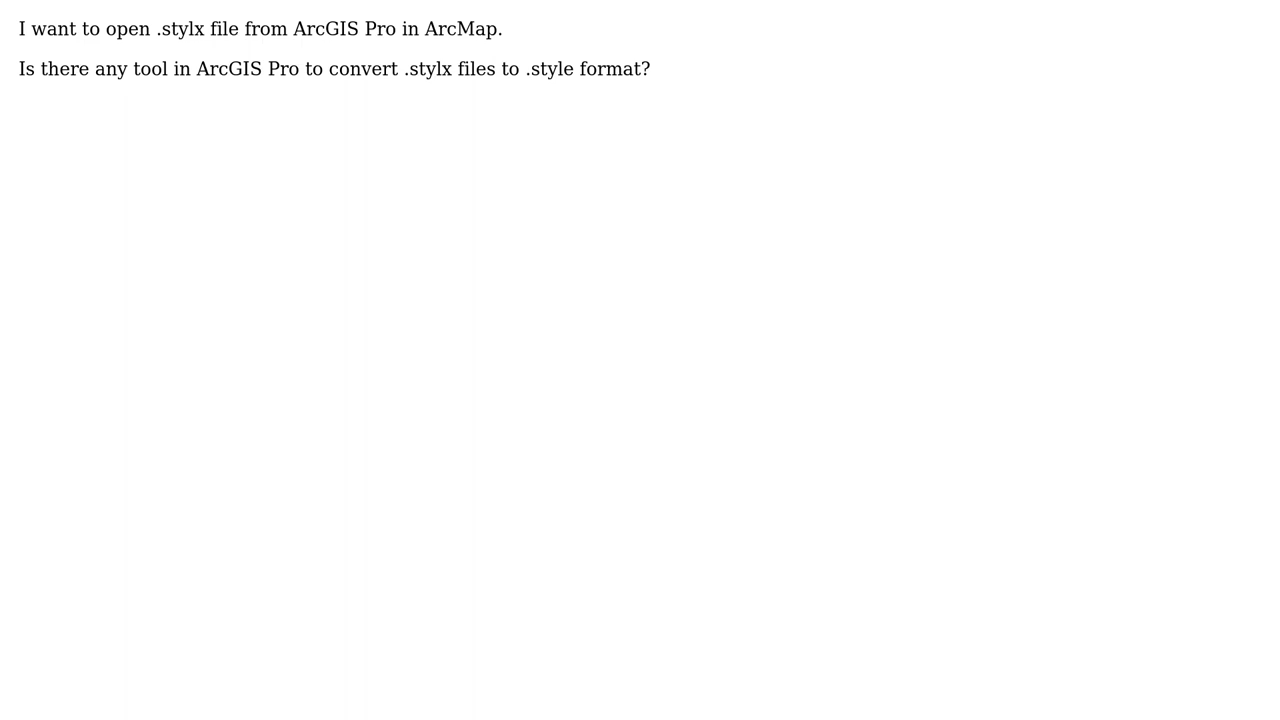 I want to open .stylx file from ArcGIS Pro in ArcMap.
Is there any tool in ArcGIS Pro to convert .stylx files to .style format?